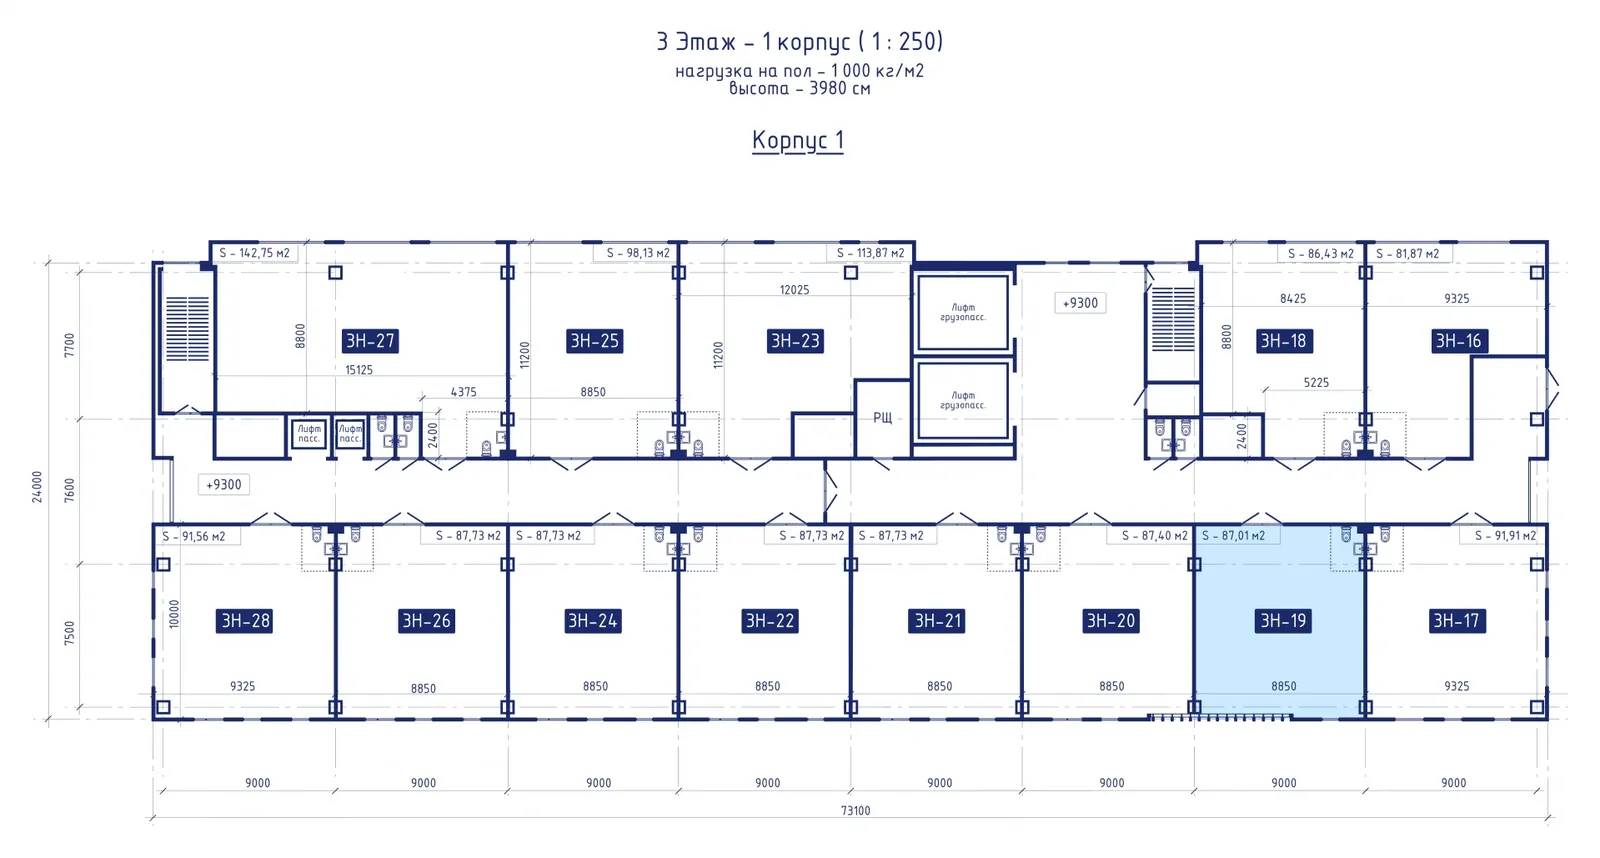 3 Этаж - 1 корпус ( 1 : 250)
нагрузка на пол - 1 000 кг/м2
высота - 3980 см
Корпус 1
S - 142,75 м2
S - 98,13 м2
S - 113,87 м2
S - 86,43 м2
S - 81,87 м2
12025
+9300
8425
9325
Лифт
грузопасс.
7700
8800
3Н-27
11200
3Н-25
11200
3Н-23
8800
3Н-18
3Н-16
15125
4375
8850
5225
Лифт
грузопасс.
РЩ
Лифт
пасс.
Лифт
пасс.
2400
2400
24000
7600
+9300
S - 91,56 м2
S - 87,73 м2
S - 87,73 м2
S - 87,73 м2
S - 87,73 м2
S - 87,40 м2
S - 87,01 м2
S - 91,91 м2
7500
10000
3Н-28
3Н-26
3Н-24
3Н-22
3Н-21
3Н-20
3Н-19
3Н-17
9325
8850
8850
8850
8850
8850
8850
9325
9000
9000
9000
9000
9000
9000
9000
9000
73100